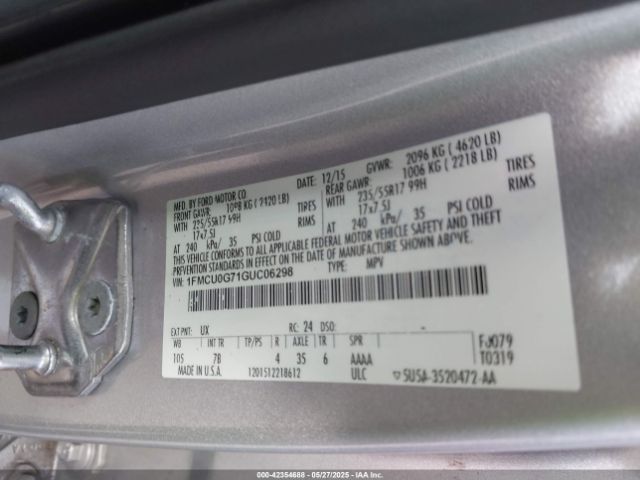 MFD. BY FORD MOTOR CO.
DATE: 12/15 GVWR: 2096 KG ( 4620 LB)
FRONT GAWR: KG ( 2420 LB) REAR GAWR: 1006 KG ( 2218 LB)
WITH 225/55R17 99H TIRES WITH 235/55R17 99H TIRES
17x7.5J RIMS 17x7.5J RIMS
AT 240 kPa/ 35 PSI COLD AT 240 kPa/ 35 PSI COLD
THIS VEHICLE CONFORMS TO ALL APPLICABLE FEDERAL MOTOR VEHICLE SAFETY AND THEFT
PREVENTION STANDARDS IN EFFECT ON THE DATE OF MANUFACTURE SHOWN ABOVE.
VIN: 1FMCU0G71GUC06298 TYPE: MPV
EXT PNT: UX RC: 24 DSO:
WB INT TR TP/PS R AXLE TR SPR
105 7B 4 35 6 AAAA
F0079
T0319
MADE IN U.S.A. 1201512218612 ULC 5U5A-3520472-AA
000-42354688 - 05/27/2025 - IAA Inc.